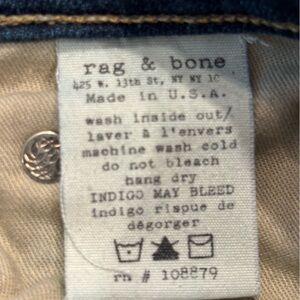 rag & bone
425 W. 13th St, NY NY 10
Made in U.S.A.
wash inside out/
laver à l'envers
machine wash cold
do not bleach
hang dry
INDIGO MAY BLEED
indigo risque de
dégorger
rn # 108879